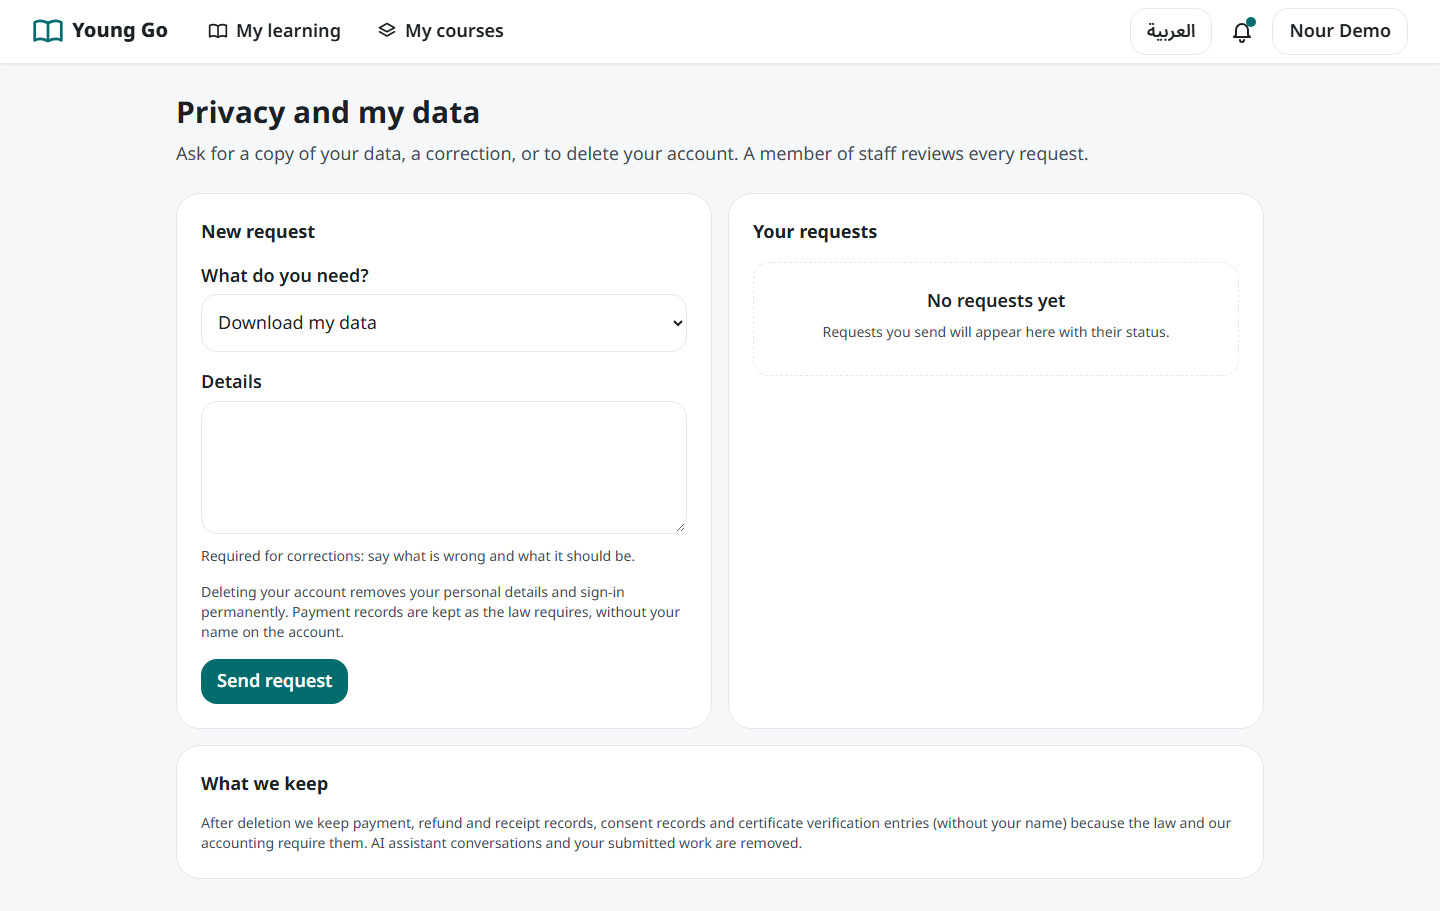 Young Go
My learning
My courses
العربية
Nour Demo
Privacy and my data
Ask for a copy of your data, a correction, or to delete your account. A member of staff reviews every request.
New request
What do you need?
Download my data
Details
Required for corrections: say what is wrong and what it should be.
Deleting your account removes your personal details and sign-in
permanently. Payment records are kept as the law requires, without your
name on the account.
Send request
Your requests
No requests yet
Requests you send will appear here with their status.
What we keep
After deletion we keep payment, refund and receipt records, consent records and certificate verification entries (without your name) because the law and our
accounting require them. AI assistant conversations and your submitted work are removed.